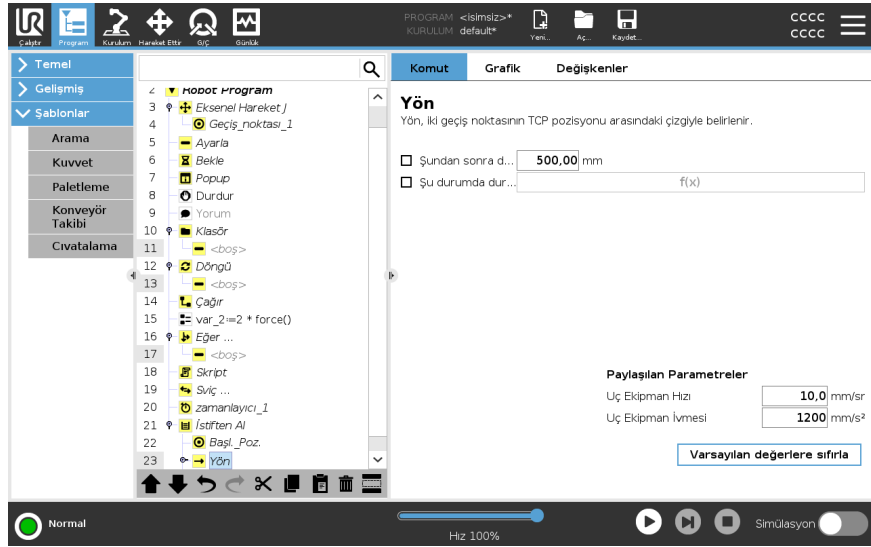 PROGRAM <isimsiz>*
KURULUM default*
cccc
cccc
UR
Çalıştır
Program
Kurulum
Hareket Ettir
G/Ç
Günlük
Yeni...
Aç...
Kaydet...
Temel
Gelişmiş
Şablonlar
Arama
Kuvvet
Paletleme
Konveyör
Takibi
Cıvatalama
2 Robot Program
3 Eksenel Hareket J
4 Geçiş_noktası_1
5 Ayarla
6 Bekle
7 Popup
8 Durdur
9 Yorum
10 Klasör
11 <boş>
12 Döngü
13 <boş>
14 Çağır
15 var_2≔2 * force()
16 Eğer ...
17 <boş>
18 Skript
19 Sviç ...
20 zamanlayıcı_1
21 İstiften Al
22 Başl._Poz.
23 Yön
Komut Grafik Değişkenler
Yön
Yön, iki geçiş noktasının TCP pozisyonu arasındaki çizgiyle belirlenir.
Şundan sonra d... 500,00 mm
Şu durumda dur... f(x)
Paylaşılan Parametreler
Uç Ekipman Hızı 10,0 mm/sr
Uç Ekipman İvmesi 1200 mm/s²
Varsayılan değerlere sıfırla
Normal
Hız 100%
Simülasyon